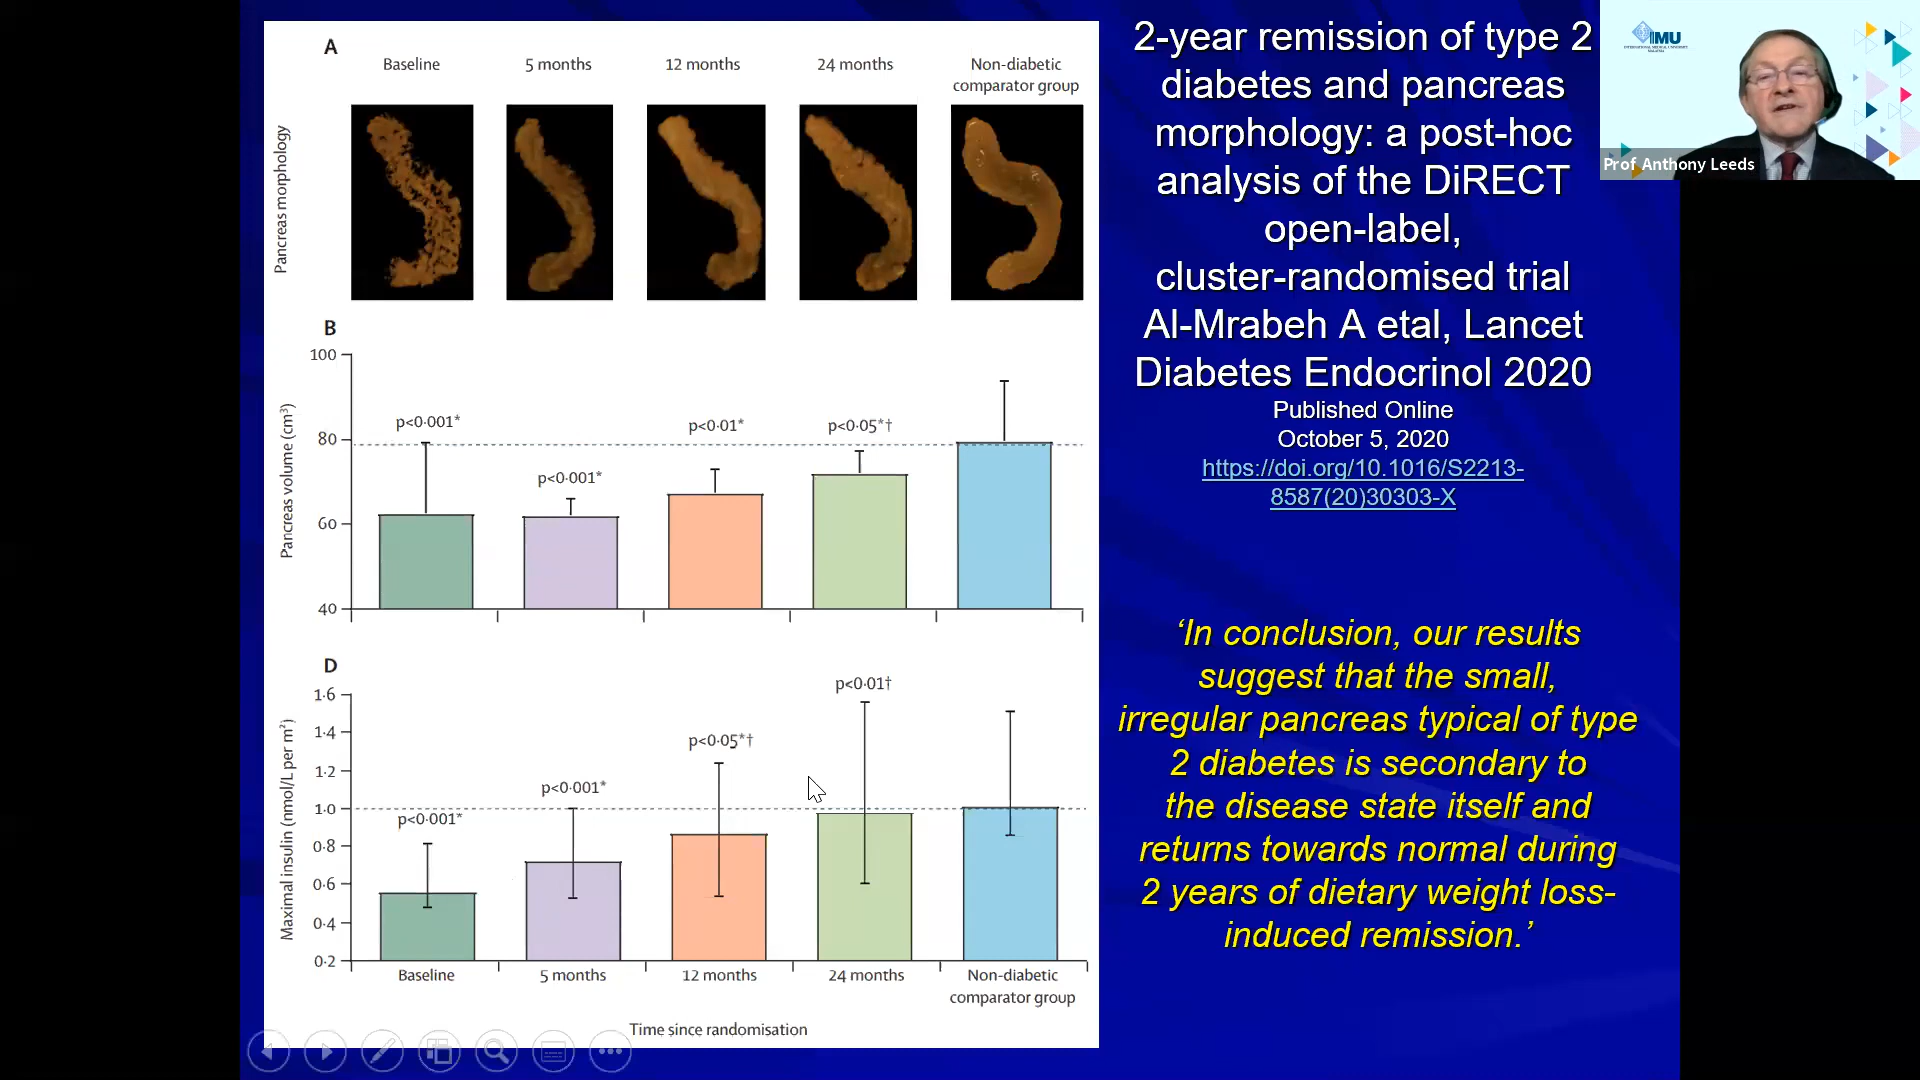 A
Baseline
5 months
12 months
24 months
Non-diabetic
comparator group
Pancreas morphology
B
100
80
60
40
Pancreas volume (cm³)
p<0·001*
p<0·001*
p<0·01*
p<0·05*†
D
1·6
1·4
1·2
1·0
0·8
0·6
0·4
0·2
Maximal insulin (nmol/L per m²)
p<0·001*
p<0·001*
p<0·05*†
p<0·01†
Baseline
5 months
12 months
24 months
Non-diabetic
comparator group
Time since randomisation
2-year remission of type 2
diabetes and pancreas
morphology: a post-hoc
analysis of the DiRECT
open-label,
cluster-randomised trial
Al-Mrabeh A etal, Lancet
Diabetes Endocrinol 2020
Published Online
October 5, 2020
https://doi.org/10.1016/S2213-
8587(20)30303-X
‘In conclusion, our results
suggest that the small,
irregular pancreas typical of type
2 diabetes is secondary to
the disease state itself and
returns towards normal during
2 years of dietary weight loss-
induced remission.’
IMU
INTERNATIONAL MEDICAL UNIVERSITY
MALAYSIA
Prof Anthony Leeds